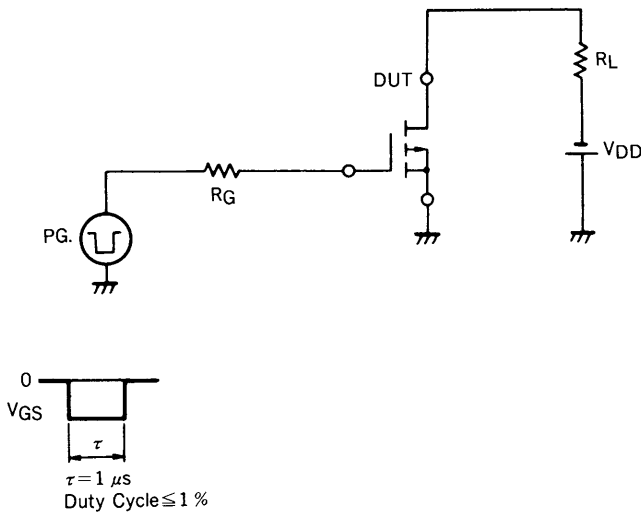 RL
DUT
VDD
RG
PG.
0
VGS
τ
τ = 1 μs
Duty Cycle ≦ 1 %